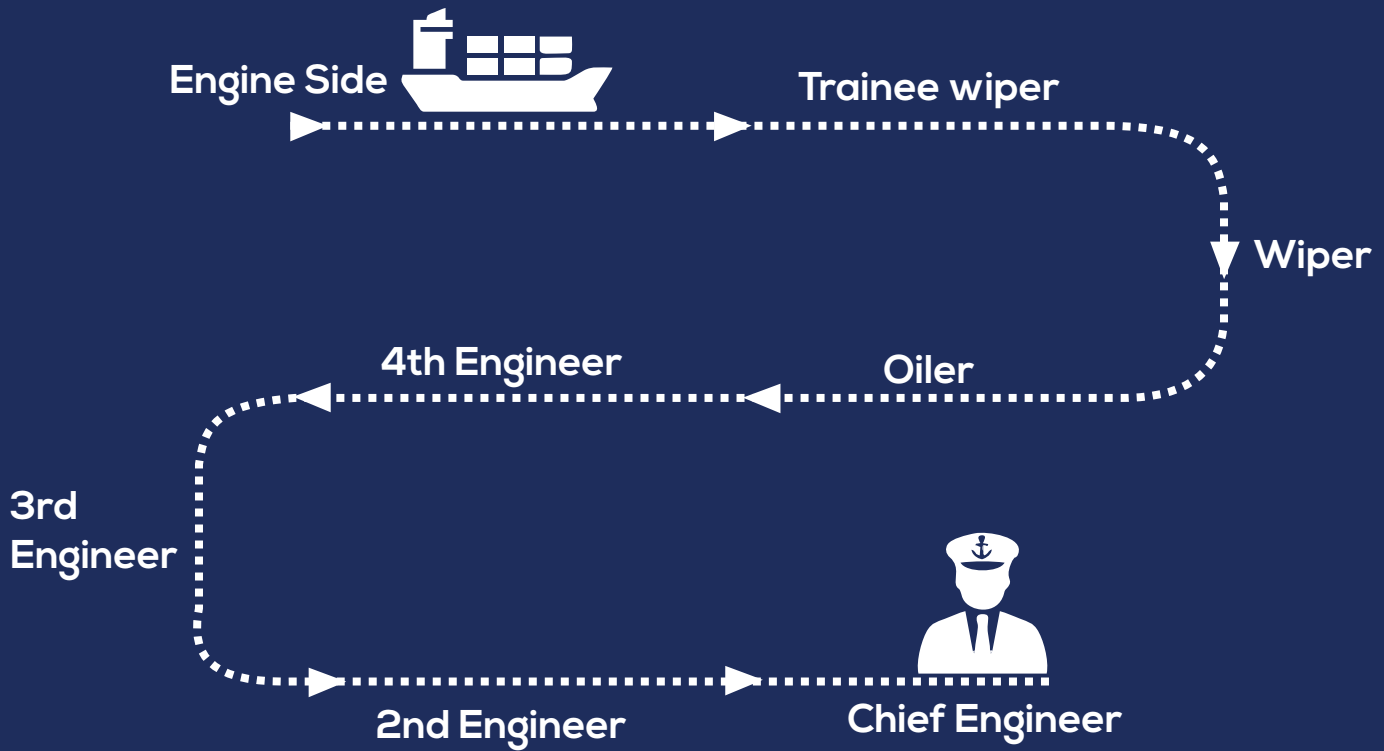 Engine Side
Trainee wiper
Wiper
Oiler
4th Engineer
3rd
Engineer
2nd Engineer
Chief Engineer